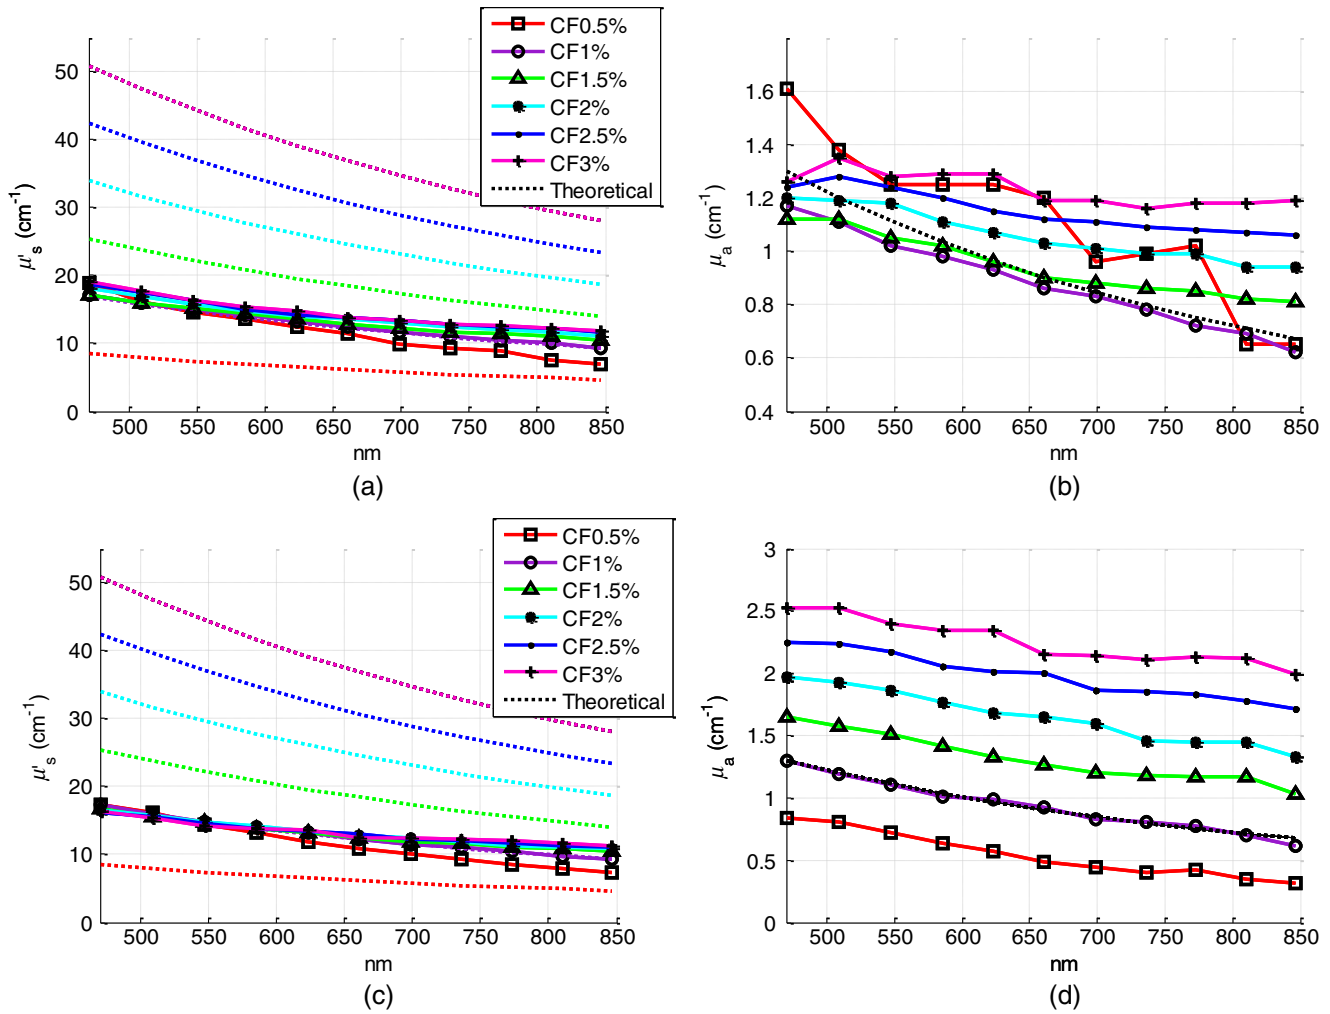 CF0.5%
CF1%
CF1.5%
CF2%
CF2.5%
CF3%
Theoretical
50
40
30
20
10
0
μ's (cm-1)
500 550 600 650 700 750 800 850
nm
(a)
1.6
1.4
1.2
1
0.8
0.6
0.4
μa (cm-1)
500 550 600 650 700 750 800 850
nm
(b)
CF0.5%
CF1%
CF1.5%
CF2%
CF2.5%
CF3%
Theoretical
50
40
30
20
10
0
μ's (cm-1)
500 550 600 650 700 750 800 850
nm
(c)
3
2.5
2
1.5
1
0.5
0
μa (cm-1)
500 550 600 650 700 750 800 850
nm
(d)